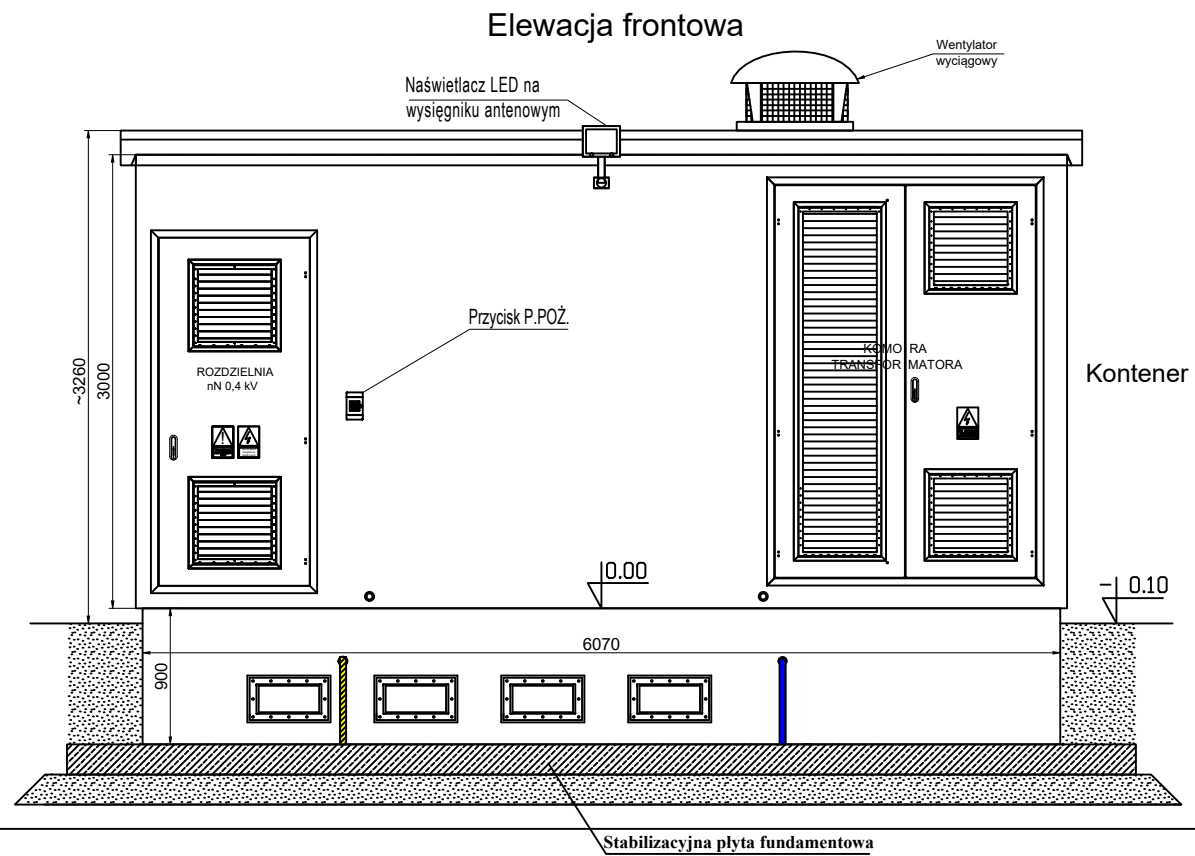 Elewacja frontowa
Wentylator
wyciągowy
Naświetlacz LED na
wysięgniku antenowym
Przycisk P.POŻ.
ROZDZIELNIA
nN 0,4 kV
KOMO RA
TRANSFOR MATORA
Kontener
~3260
3000
0.00
- 0.10
6070
900
Stabilizacyjna płyta fundamentowa